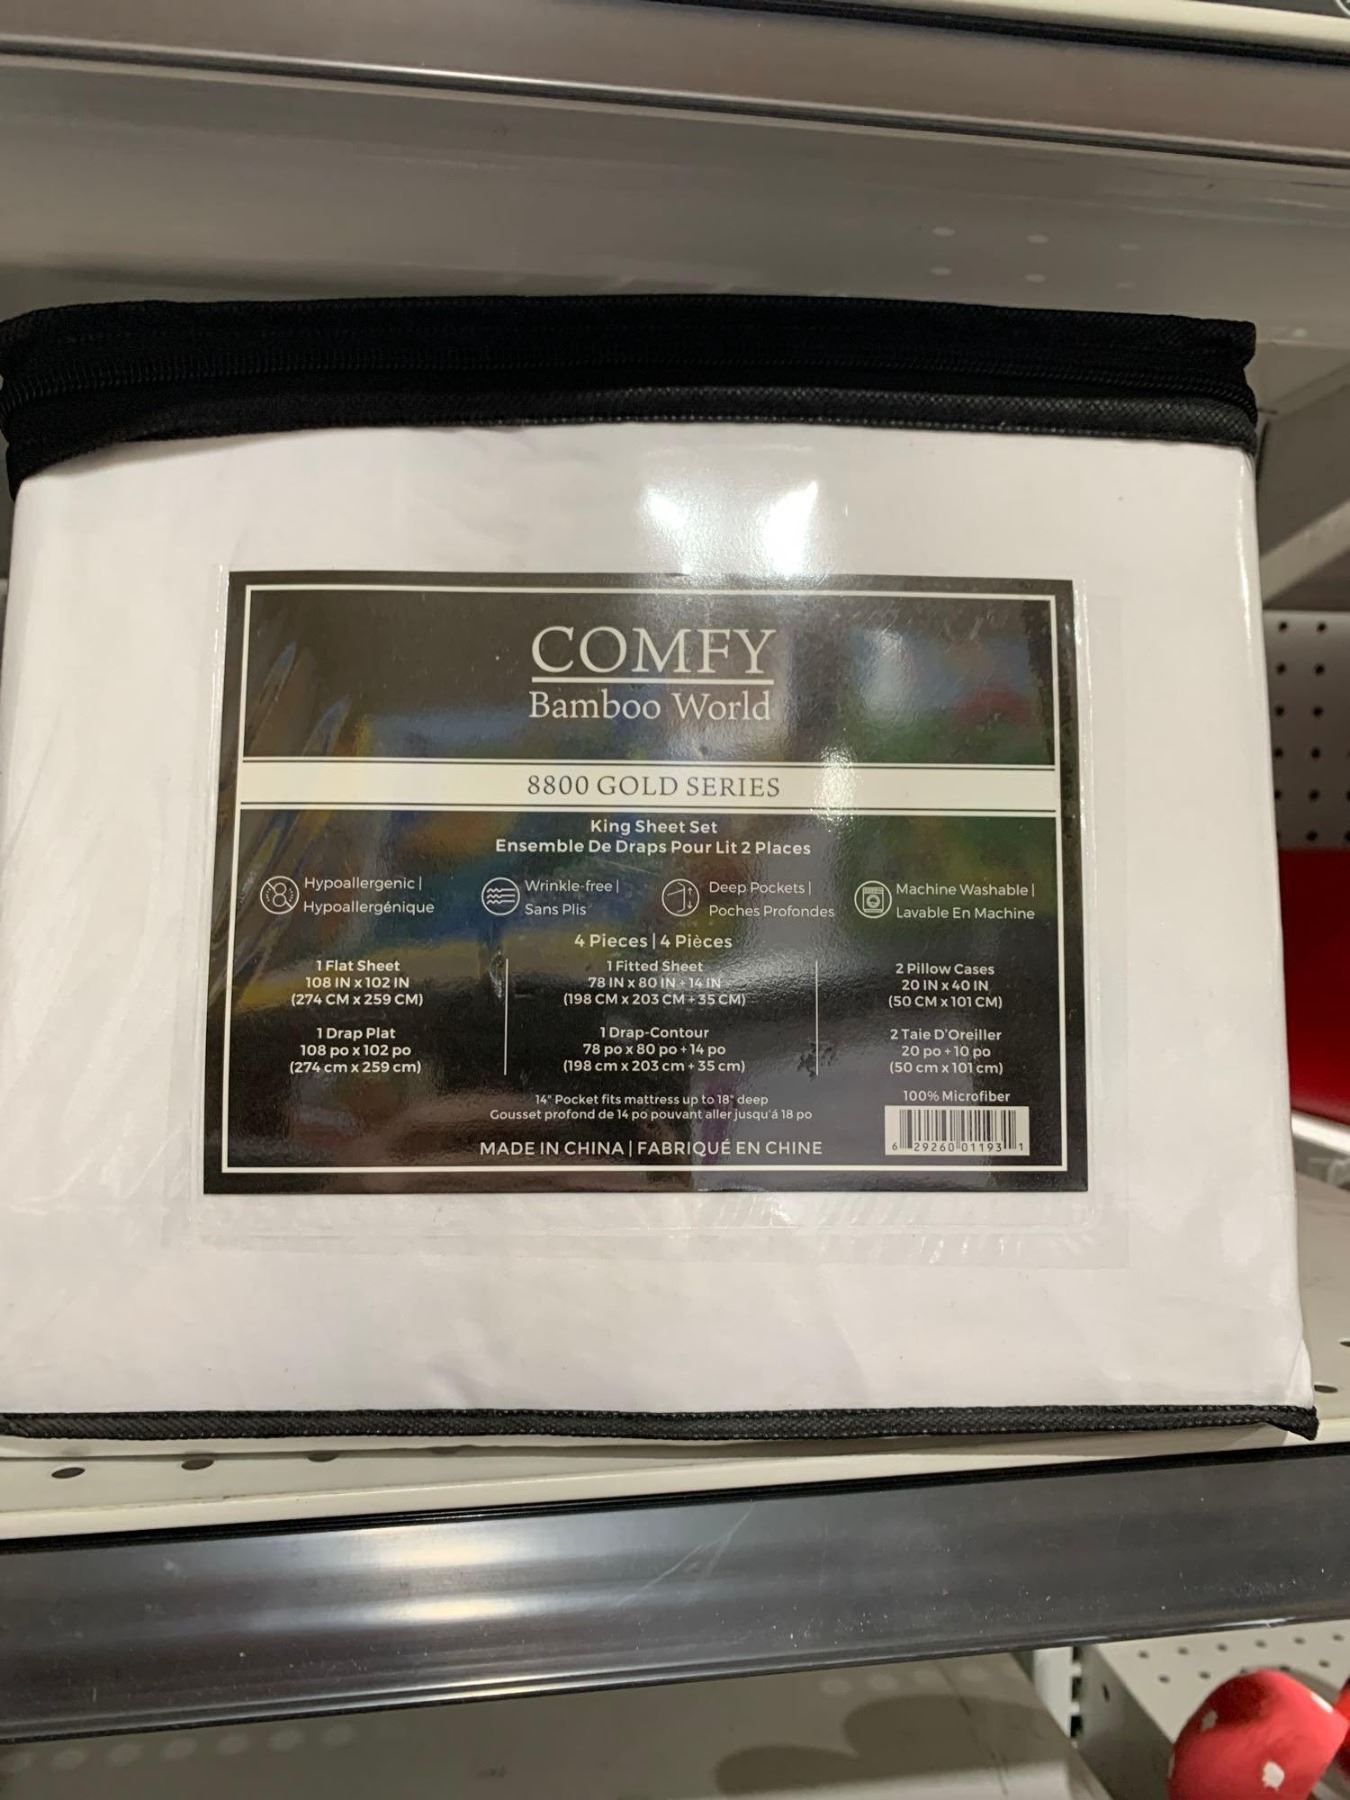 COMFY
Bamboo World
8800 GOLD SERIES
King Sheet Set
Ensemble De Draps Pour Lit 2 Places
Hypoallergenic |
Hypoallergénique
Wrinkle-free |
Sans Plis
Deep Pockets |
Poches Profondes
Machine Washable |
Lavable En Machine
4 Pieces | 4 Pièces
1 Flat Sheet
108 IN x 102 IN
(274 CM x 259 CM)
1 Drap Plat
108 po x 102 po
(274 cm x 259 cm)
1 Fitted Sheet
78 IN x 80 IN + 14 IN
(198 CM x 203 CM + 35 CM)
1 Drap-Contour
78 po x 80 po + 14 po
(198 cm x 203 cm + 35 cm)
2 Pillow Cases
20 IN x 40 IN
(50 CM x 101 CM)
2 Taie D'Oreiller
20 po + 10 po
(50 cm x 101 cm)
14" Pocket fits mattress up to 18" deep
Gousset profond de 14 po pouvant aller jusqu'á 18 po
MADE IN CHINA | FABRIQUÉ EN CHINE
100% Microfiber
6 29260 01193 1